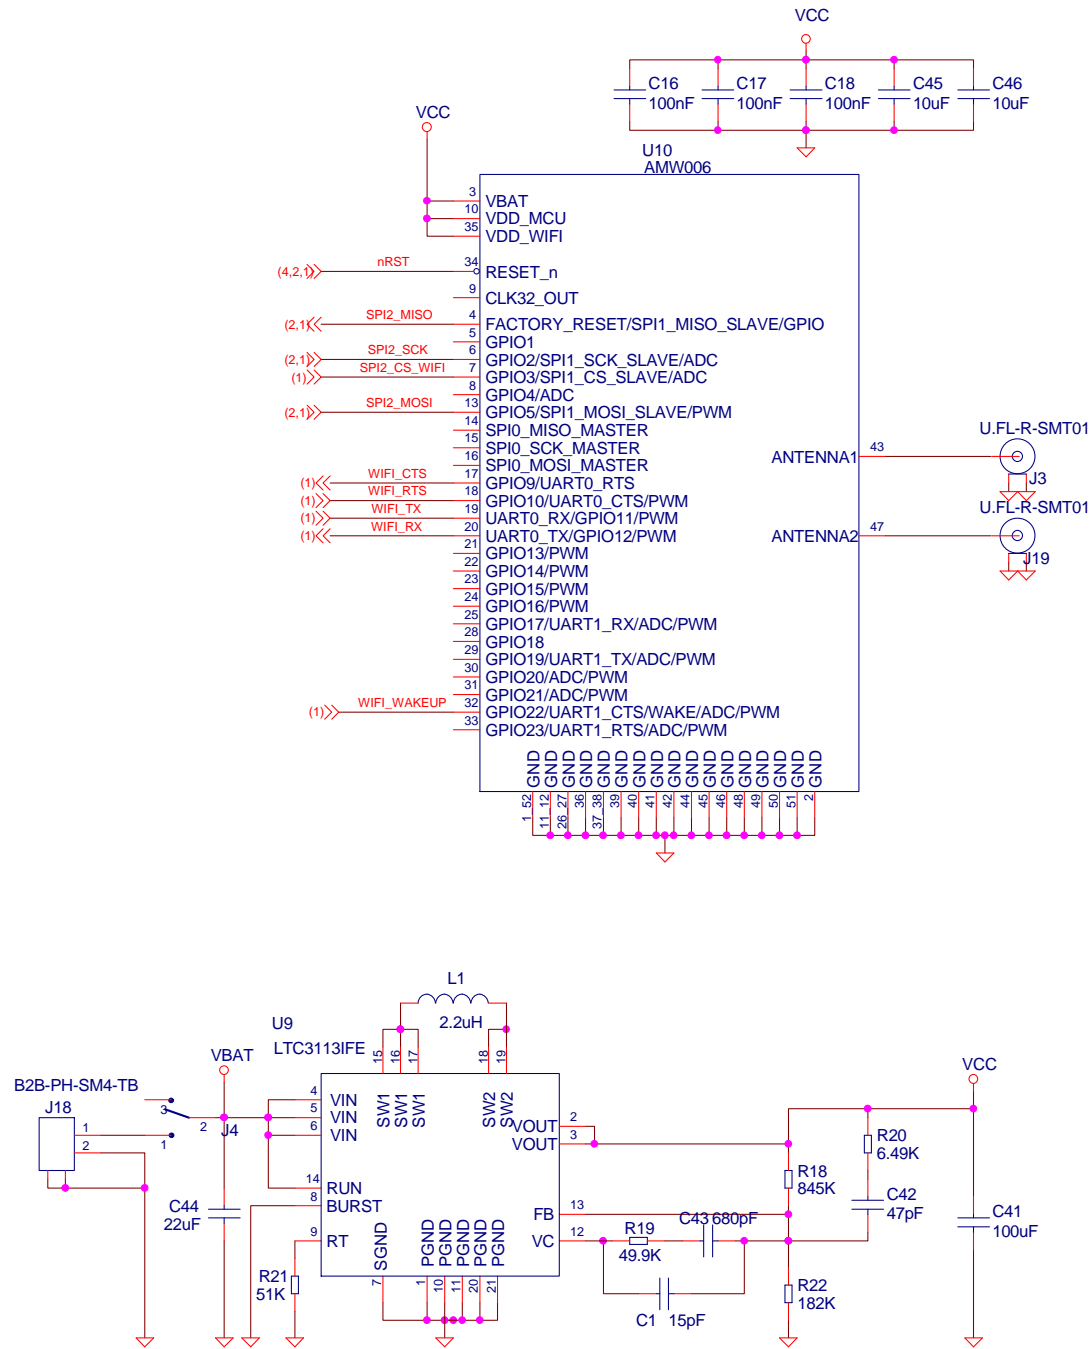 VCC
C16
100nF
C17
100nF
C18
100nF
C45
10uF
C46
10uF
VCC
U10
AMW006
3 VBAT
10 VDD_MCU
35 VDD_WIFI
(4,2,1) nRST 34 RESET_n
9 CLK32_OUT
(2,1) SPI2_MISO 4 FACTORY_RESET/SPI1_MISO_SLAVE/GPIO
5 GPIO1
(2,1) SPI2_SCK 6 GPIO2/SPI1_SCK_SLAVE/ADC
(1) SPI2_CS_WIFI 7 GPIO3/SPI1_CS_SLAVE/ADC
8 GPIO4/ADC
(2,1) SPI2_MOSI 13 GPIO5/SPI1_MOSI_SLAVE/PWM
14 SPI0_MISO_MASTER
15 SPI0_SCK_MASTER
16 SPI0_MOSI_MASTER
(1) WIFI_CTS 17 GPIO9/UART0_RTS
(1) WIFI_RTS 18 GPIO10/UART0_CTS/PWM
(1) WIFI_TX 19 UART0_RX/GPIO11/PWM
(1) WIFI_RX 20 UART0_TX/GPIO12/PWM
21 GPIO13/PWM
22 GPIO14/PWM
23 GPIO15/PWM
24 GPIO16/PWM
25 GPIO17/UART1_RX/ADC/PWM
28 GPIO18
29 GPIO19/UART1_TX/ADC/PWM
30 GPIO20/ADC/PWM
31 GPIO21/ADC/PWM
(1) WIFI_WAKEUP 32 GPIO22/UART1_CTS/WAKE/ADC/PWM
33 GPIO23/UART1_RTS/ADC/PWM
ANTENNA1 43
U.FL-R-SMT01
J3
ANTENNA2 47
U.FL-R-SMT01
J19
GND GND GND GND GND GND GND GND GND GND GND GND GND GND GND GND GND
1_52 11_12 26_27 36 37_38 39 40 41 42 44 45 46 48 49 50 51 2
L1
2.2uH
U9
LTC3113IFE
15 16 17 18 19
SW1 SW1 SW1 SW2 SW2
VBAT
B2B-PH-SM4-TB
J18
1
2
3
2
1
J4
4 VIN
5 VIN
6 VIN
14 RUN
8 BURST
9 RT
C44
22uF
R21
51K
SGND PGND PGND PGND PGND PGND
7 1 10 11 20 21
VOUT 2
VOUT 3
FB 13
VC 12
R19
49.9K
C43 680pF
C1 15pF
R18
845K
R22
182K
R20
6.49K
C42
47pF
VCC
C41
100uF